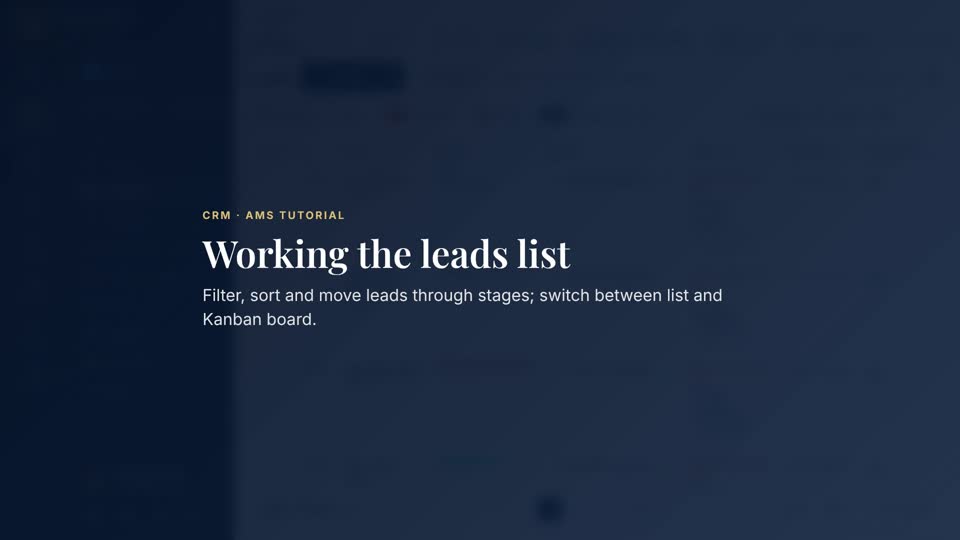 CRM · AMS TUTORIAL
Working the leads list
Filter, sort and move leads through stages; switch between list and
Kanban board.